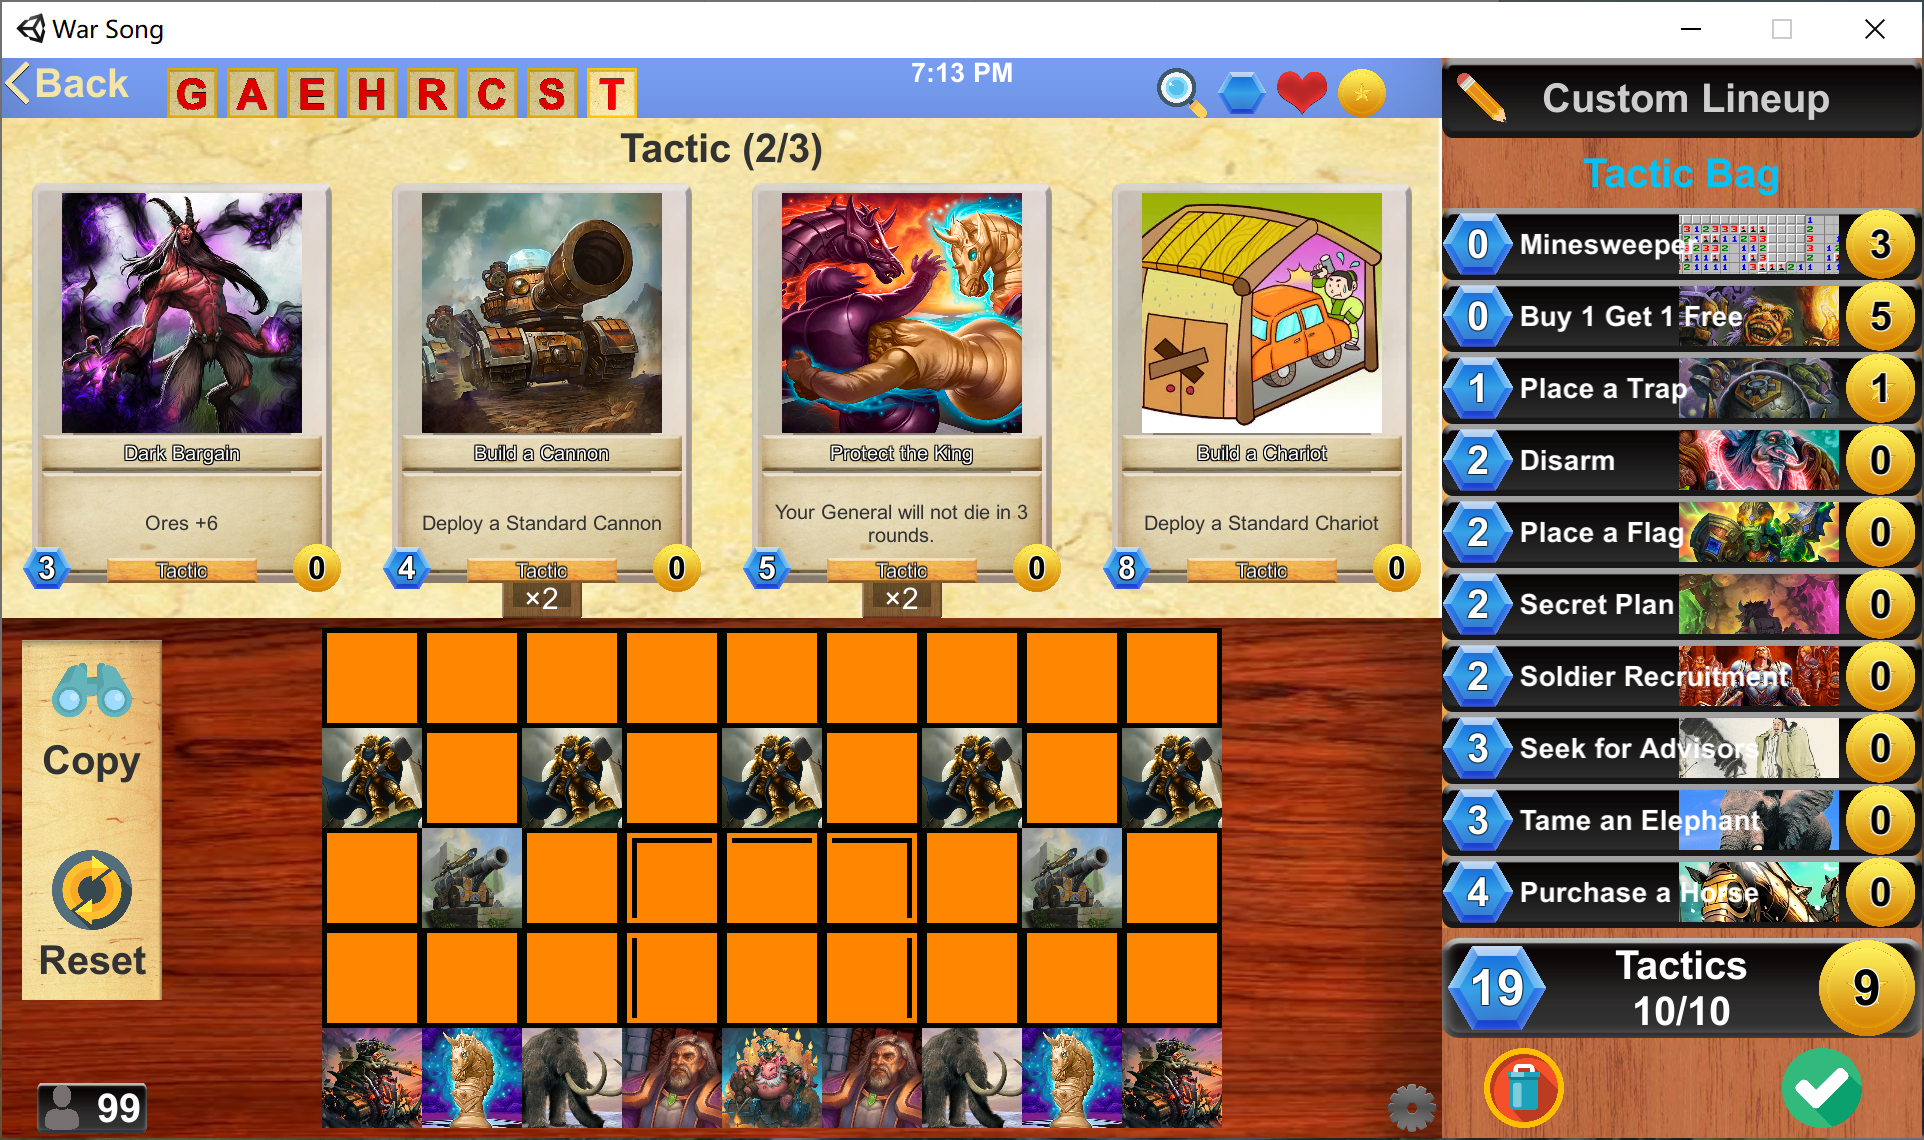 War Song
Back
G A E H R C S T
7:13 PM
Custom Lineup
Tactic (2/3)
Tactic Bag
Dark Bargain
Ores +6
3 Tactic 0
Build a Cannon
Deploy a Standard Cannon
4 Tactic 0
×2
Protect the King
Your General will not die in 3
rounds.
5 Tactic 0
×2
Build a Chariot
Deploy a Standard Chariot
8 Tactic 0
0 Minesweeper 3
0 Buy 1 Get 1 Free 5
1 Place a Trap 1
2 Disarm 0
2 Place a Flag 0
2 Secret Plan 0
2 Soldier Recruitment 0
3 Seek for Advisors 0
3 Tame an Elephant 0
4 Purchase a Horse 0
19 Tactics 9
10/10
Copy
Reset
99